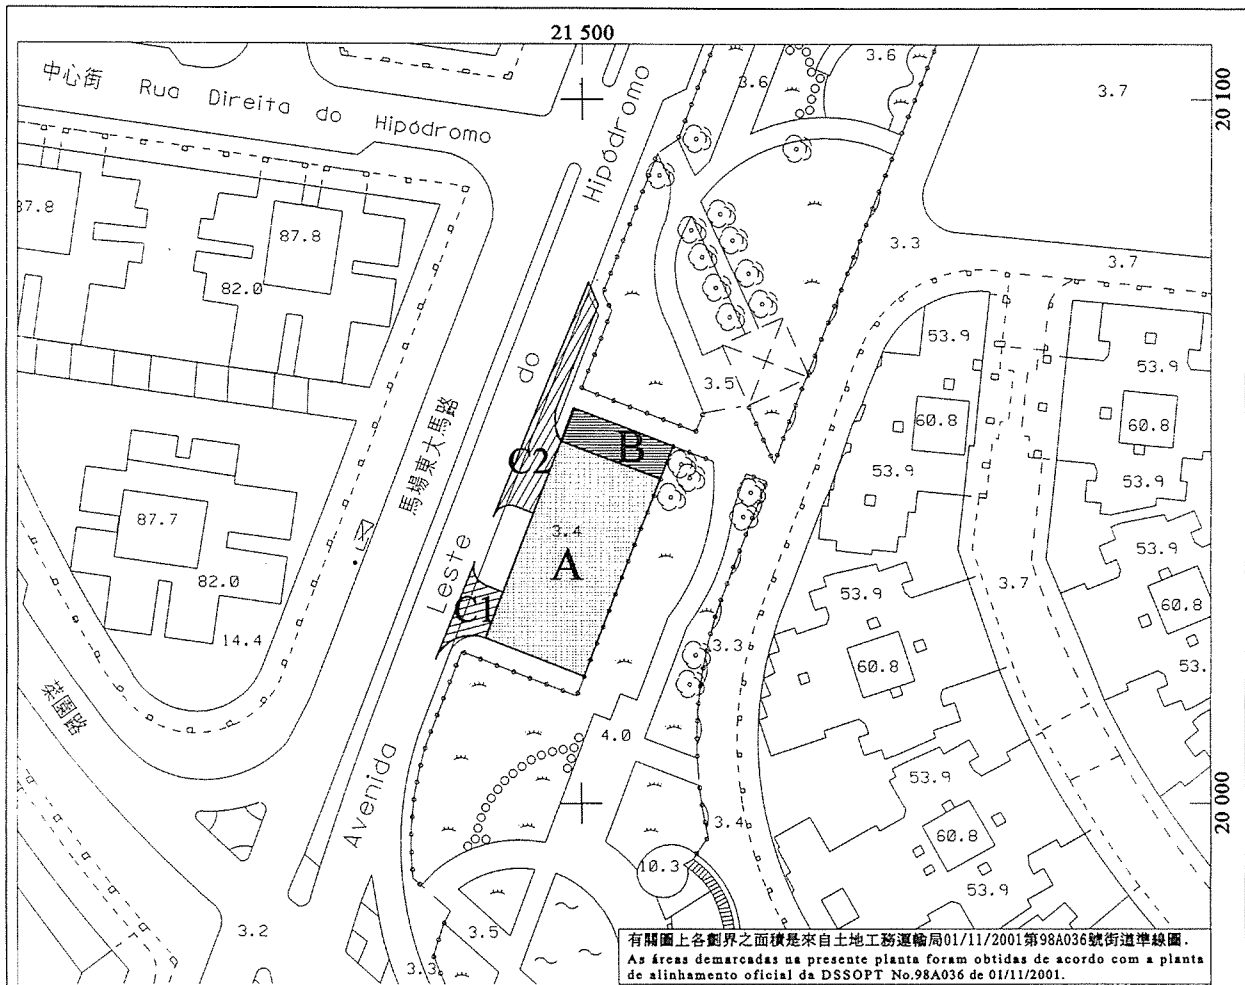 21 500
20 100
中心街 Rua Direita do Hipódromo
Hipódromo
3.6
3.6
3.7
87.8
87.8
82.0
3.3
3.7
53.9
53.9
do
3.5
馬場東大馬路
60.8
60.8
B
C2
53.9
53.9
87.7
3.4
A
53.9
82.0
Leste
C1
53.9
3.7
60.8
14.4
3.3
60.8
53.
菜園路
4.0
Avenida
53.9
20 000
3.4
60.8
10.3
53.9
3.2
3.5
3.3
有關圖上各劃界之面積是來自土地工務運輸局01/11/2001第98A036號街道準線圖.
As áreas demarcadas na presente planta foram obtidas de acordo com a planta
de alinhamento oficial da DSSOPT No.98A036 de 01/11/2001.